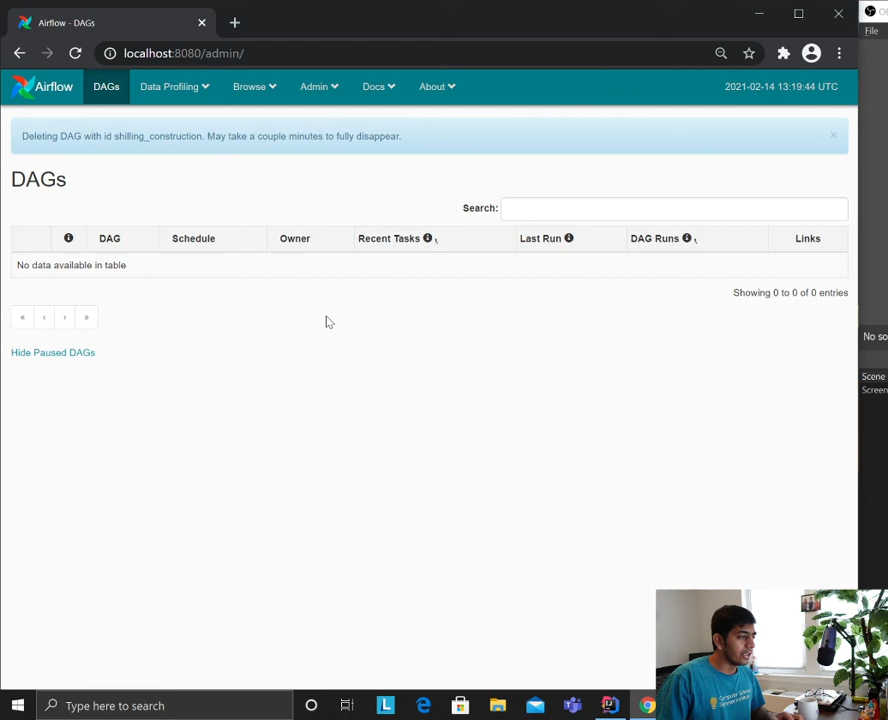 Airflow - DAGs
File
localhost:8080/admin/
Airflow DAGs Data Profiling Browse Admin Docs About 2021-02-14 13:19:44 UTC
Deleting DAG with id shilling_construction. May take a couple minutes to fully disappear. ×
DAGs
Search:
DAG Schedule Owner Recent Tasks Last Run DAG Runs Links
No data available in table
Showing 0 to 0 of 0 entries
« ‹ › »
No so
Hide Paused DAGs
Scene
Screen
Type here to search